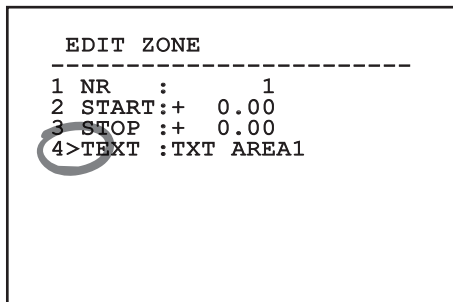 EDIT ZONE
-------------------------
1 NR    :       1
2 START:+  0.00
3 STOP :+  0.00
4>TEXT :TXT AREA1